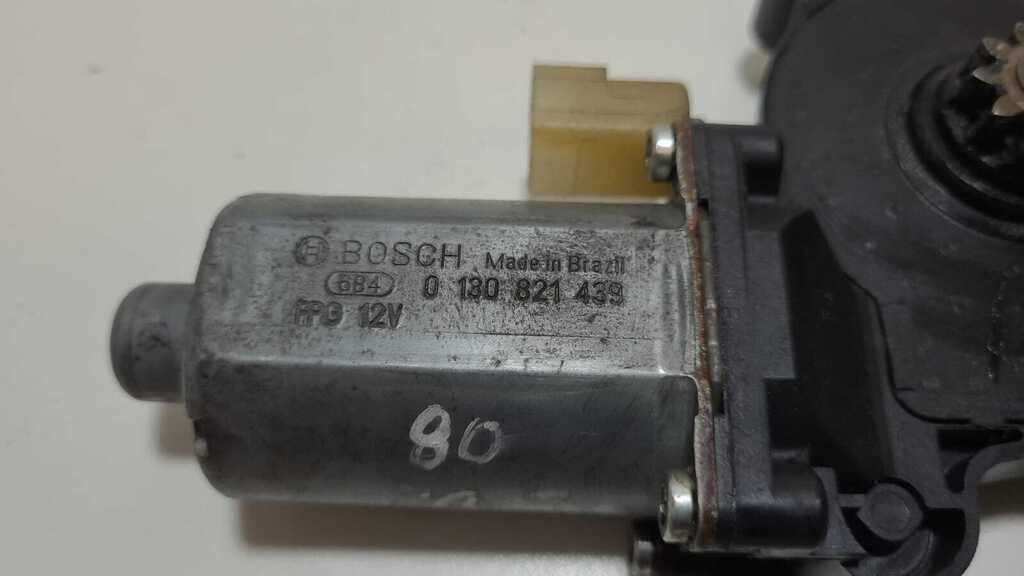 BOSCH Made in Brazil
684 0 130 821 439
FPG 12V
80